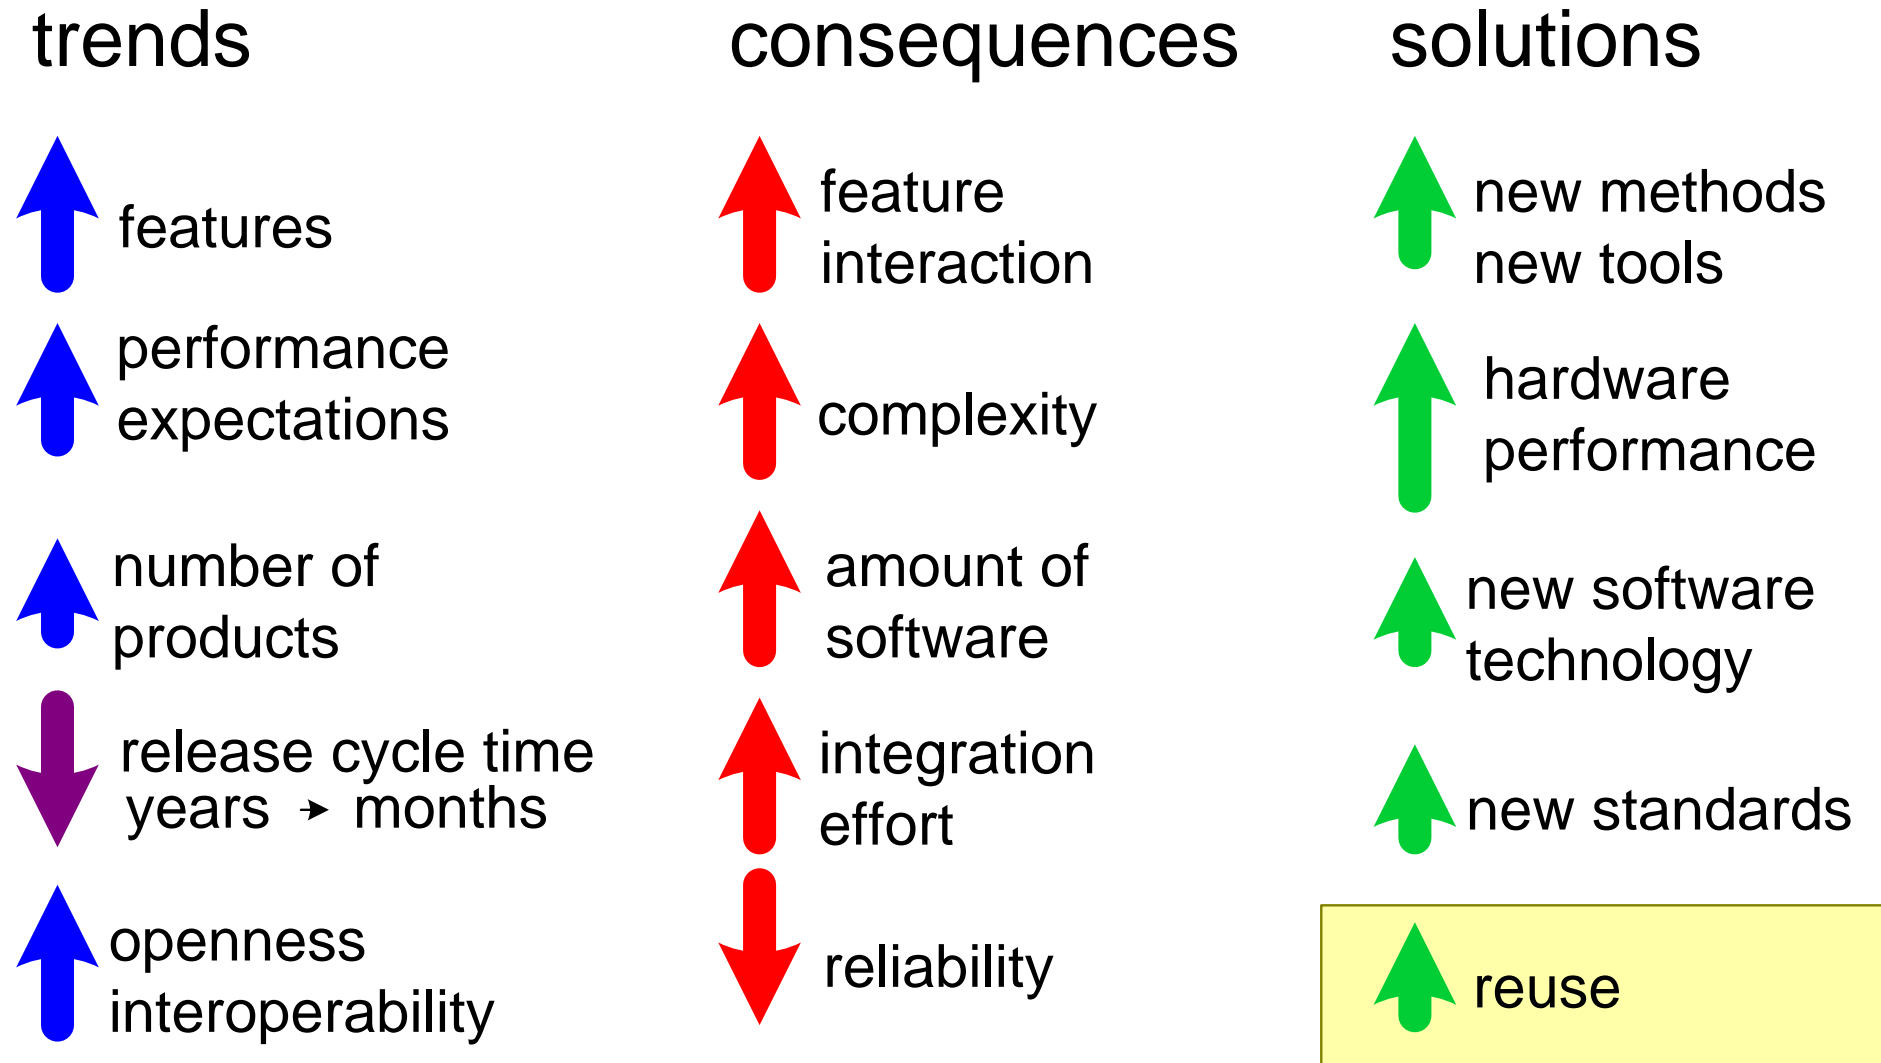 trends
features
performance
expectations
number of
products
release cycle time
years → months
openness
interoperability
consequences
feature
interaction
complexity
amount of
software
integration
effort
reliability
solutions
new methods
new tools
hardware
performance
new software
technology
new standards
reuse